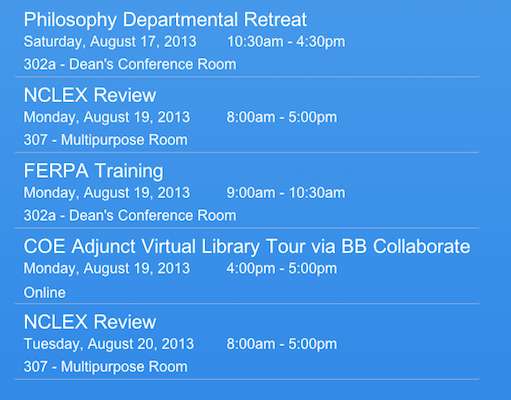 Philosophy Departmental Retreat
Saturday, August 17, 2013 10:30am - 4:30pm
302a - Dean's Conference Room
NCLEX Review
Monday, August 19, 2013 8:00am - 5:00pm
307 - Multipurpose Room
FERPA Training
Monday, August 19, 2013 9:00am - 10:30am
302a - Dean's Conference Room
COE Adjunct Virtual Library Tour via BB Collaborate
Monday, August 19, 2013 4:00pm - 5:00pm
Online
NCLEX Review
Tuesday, August 20, 2013 8:00am - 5:00pm
307 - Multipurpose Room